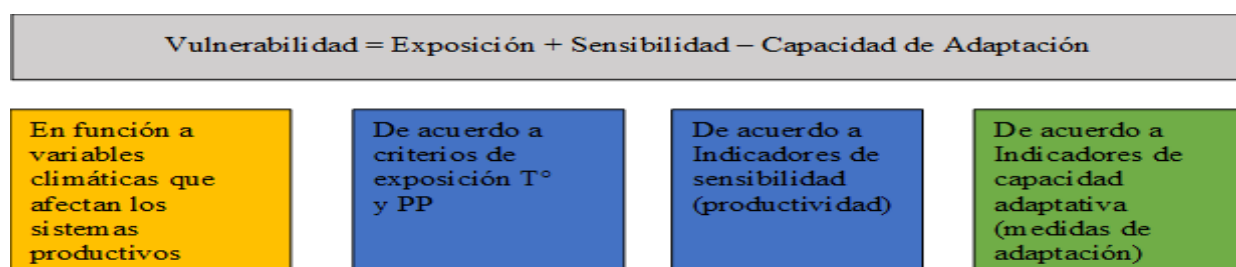 Vulnerabilidad = Exposición + Sensibilidad – Capacidad de Adaptación
En función a
variables
climáticas que
afectan los
sistemas
productivos
De acuerdo a
criterios de
exposición T°
y PP
De acuerdo a
Indicadores de
sensibilidad
(productividad)
De acuerdo a
Indicadores de
capacidad
adaptativa
(medidas de
adaptación)